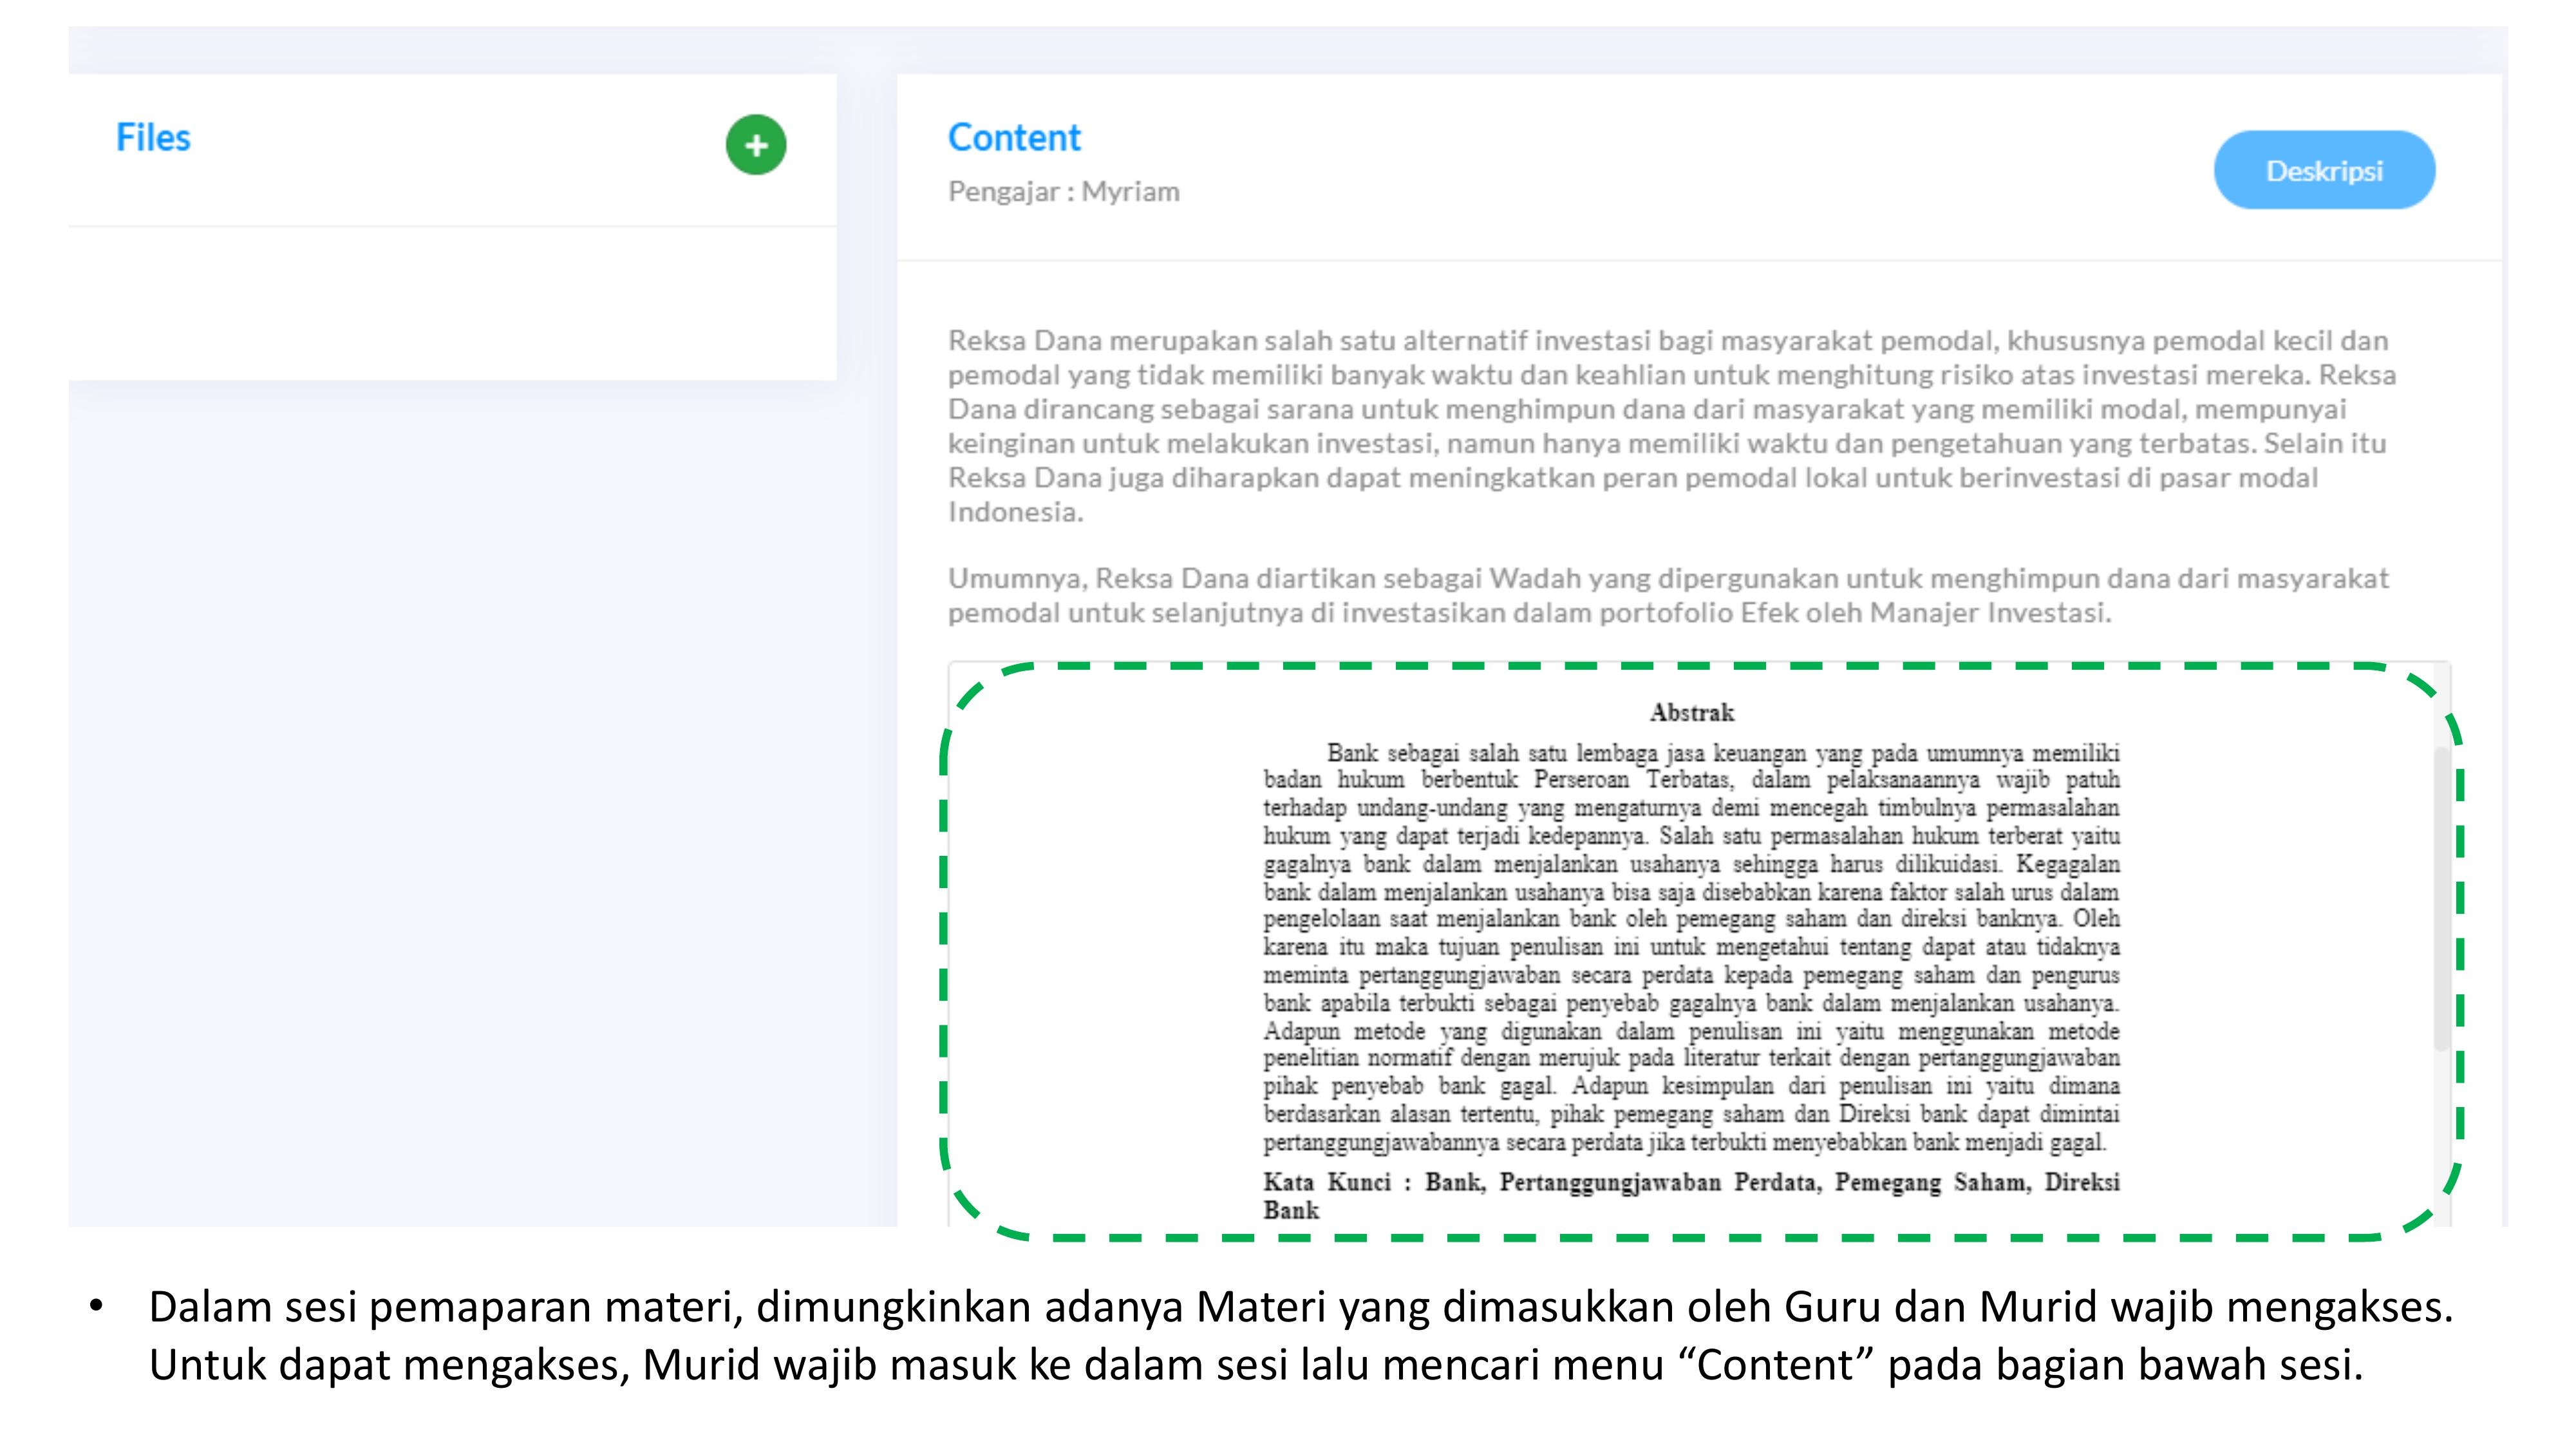 Files
+
Content
Pengajar : Myriam
Deskripsi
Reksa Dana merupakan salah satu alternatif investasi bagi masyarakat pemodal, khususnya pemodal kecil dan
pemodal yang tidak memiliki banyak waktu dan keahlian untuk menghitung risiko atas investasi mereka. Reksa
Dana dirancang sebagai sarana untuk menghimpun dana dari masyarakat yang memiliki modal, mempunyai
keinginan untuk melakukan investasi, namun hanya memiliki waktu dan pengetahuan yang terbatas. Selain itu
Reksa Dana juga diharapkan dapat meningkatkan peran pemodal lokal untuk berinvestasi di pasar modal
Indonesia.
Umumnya, Reksa Dana diartikan sebagai Wadah yang dipergunakan untuk menghimpun dana dari masyarakat
pemodal untuk selanjutnya di investasikan dalam portofolio Efek oleh Manajer Investasi.
Abstrak
Bank sebagai salah satu lembaga jasa keuangan yang pada umumnya memiliki
badan hukum berbentuk Perseroan Terbatas, dalam pelaksanaannya wajib patuh
terhadap undang-undang yang mengaturnya demi mencegah timbulnya permasalahan
hukum yang dapat terjadi kedepannya. Salah satu permasalahan hukum terberat yaitu
gagalnya bank dalam menjalankan usahanya sehingga harus dilikuidasi. Kegagalan
bank dalam menjalankan usahanya bisa saja disebabkan karena faktor salah urus dalam
pengelolaan saat menjalankan bank oleh pemegang saham dan direksi banknya. Oleh
karena itu maka tujuan penulisan ini untuk mengetahui tentang dapat atau tidaknya
meminta pertanggungjawaban secara perdata kepada pemegang saham dan pengurus
bank apabila terbukti sebagai penyebab gagalnya bank dalam menjalankan usahanya.
Adapun metode yang digunakan dalam penulisan ini yaitu menggunakan metode
penelitian normatif dengan merujuk pada literatur terkait dengan pertanggungjawaban
pihak penyebab bank gagal. Adapun kesimpulan dari penulisan ini yaitu dimana
berdasarkan alasan tertentu, pihak pemegang saham dan Direksi bank dapat dimintai
pertanggungjawabannya secara perdata jika terbukti menyebabkan bank menjadi gagal.
Kata Kunci : Bank, Pertanggungjawaban Perdata, Pemegang Saham, Direksi
Bank
• Dalam sesi pemaparan materi, dimungkinkan adanya Materi yang dimasukkan oleh Guru dan Murid wajib mengakses.
Untuk dapat mengakses, Murid wajib masuk ke dalam sesi lalu mencari menu “Content” pada bagian bawah sesi.